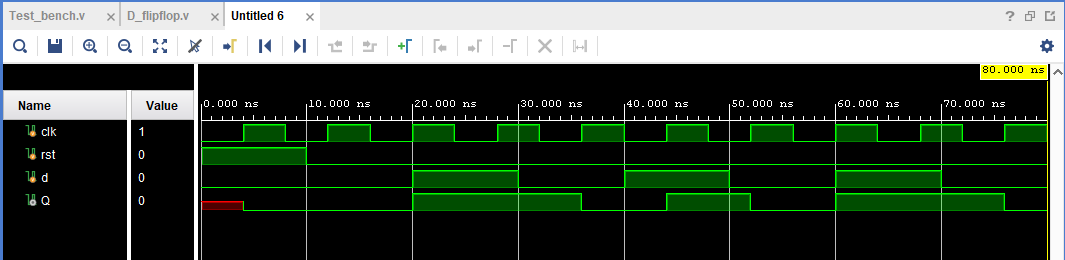 Test_bench.v × D_flipflop.v × Untitled 6 ×
? 
80.000 ns
Name Value
0.000 ns 10.000 ns 20.000 ns 30.000 ns 40.000 ns 50.000 ns 60.000 ns 70.000 ns
clk 1
rst 0
d 0
Q 0